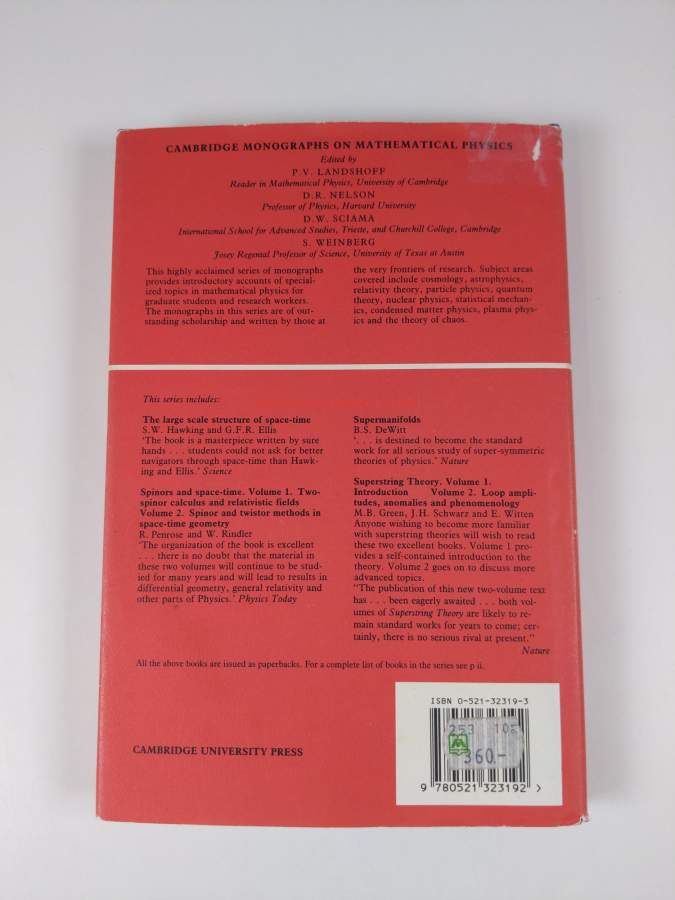 CAMBRIDGE MONOGRAPHS ON MATHEMATICAL PHYSICS
Edited by
P.V. LANDSHOFF
Reader in Mathematical Physics, University of Cambridge
D.R. NELSON
Professor of Physics, Harvard University
D.W. SCIAMA
International School for Advanced Studies, Trieste, and Churchill College, Cambridge
S. WEINBERG
Josey Regental Professor of Science, University of Texas at Austin
This highly acclaimed series of monographs
provides introductory accounts of special-
ized topics in mathematical physics for
graduate students and research workers.
The monographs in this series are of out-
standing scholarship and written by those at
the very frontiers of research. Subject areas
covered include cosmology, astrophysics,
relativity theory, particle physics, quantum
theory, nuclear physics, statistical mechan-
ics, condensed matter physics, plasma phys-
ics and the theory of chaos.
This series includes:
The large scale structure of space-time
S.W. Hawking and G.F.R. Ellis
'The book is a masterpiece written by sure
hands . . . students could not ask for better
navigators through space-time than Hawk-
ing and Ellis.' Science
Spinors and space-time. Volume 1. Two-
spinor calculus and relativistic fields
Volume 2. Spinor and twistor methods in
space-time geometry
R. Penrose and W. Rindler
'The organization of the book is excellent
. . . there is no doubt that the material in
these two volumes will continue to be stud-
ied for many years and will lead to results in
differential geometry, general relativity and
other parts of Physics.' Physics Today
Supermanifolds
B.S. DeWitt
'. . . is destined to become the standard
work for all serious study of super-symmetric
theories of physics.' Nature
Superstring Theory. Volume 1.
Introduction Volume 2. Loop ampli-
tudes, anomalies and phenomenology
M.B. Green, J.H. Schwarz and E. Witten
Anyone wishing to become more familiar
with superstring theories will wish to read
these two excellent books. Volume 1 pro-
vides a self-contained introduction to the
theory. Volume 2 goes on to discuss more
advanced topics.
"The publication of this new two-volume text
has . . . been eagerly awaited . . . both vol-
umes of Superstring Theory are likely to re-
main standard works for years to come; cer-
tainly, there is no serious rival at present."
Nature
All the above books are issued as paperbacks. For a complete list of books in the series see p ii.
CAMBRIDGE UNIVERSITY PRESS
ISBN 0-521-32319-3
253
360.-
9 780521 323192 >